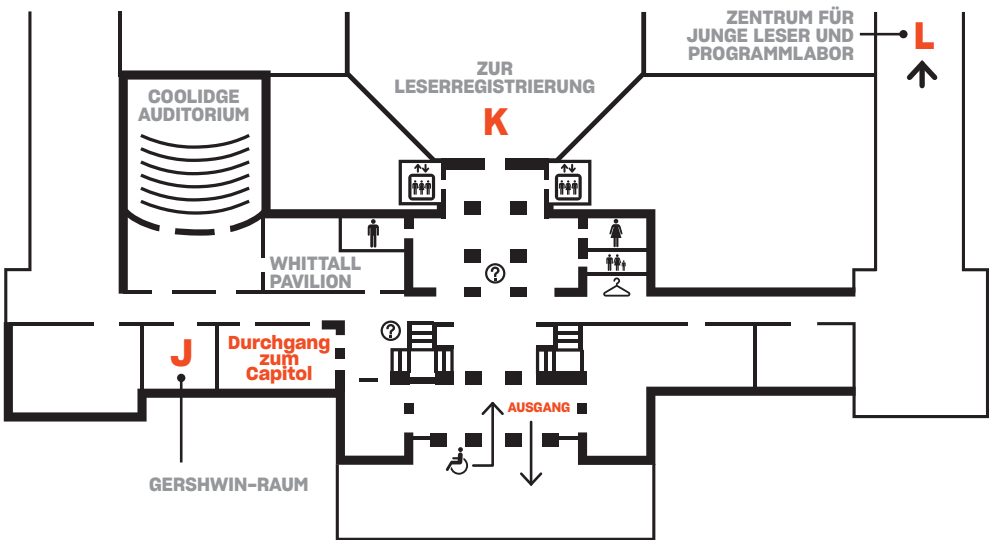 ZENTRUM FÜR
JUNGE LESER UND
PROGRAMMLABOR
L
ZUR
LESERREGISTRIERUNG
K
COOLIDGE
AUDITORIUM
WHITTALL
PAVILION
?
?
J
Durchgang
zum
Capitol
AUSGANG
GERSHWIN-RAUM